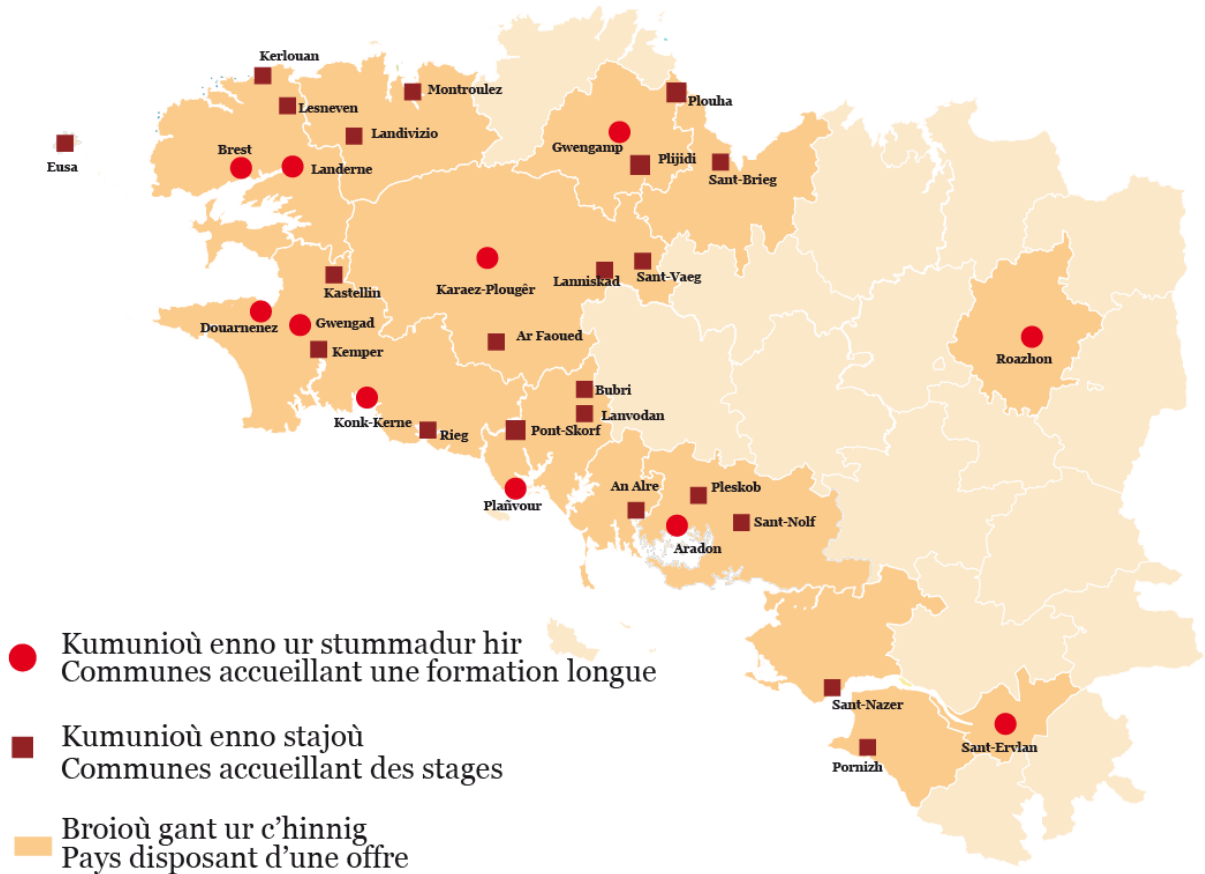 Kerlouan
Montroulez
Plouha
Lesneven
Landivizio
Gwengamp
Brest
Plijidi
Eusa
Landerne
Sant-Brieg
Kastellin
Karaez-Plougêr
Lanniskad
Sant-Vaeg
Douarnenez
Gwengad
Ar Faoued
Kemper
Roazhon
Bubri
Konk-Kerne
Lanvodan
Rieg
Pont-Skorf
An Alre
Pleskob
Plañvour
Sant-Nolf
Aradon
Kumunioù enno ur stummadur hir
Communes accueillant une formation longue
Sant-Nazer
Kumunioù enno stajoù
Sant-Ervlan
Communes accueillant des stages
Pornizh
Broioù gant ur c'hinnig
Pays disposant d'une offre